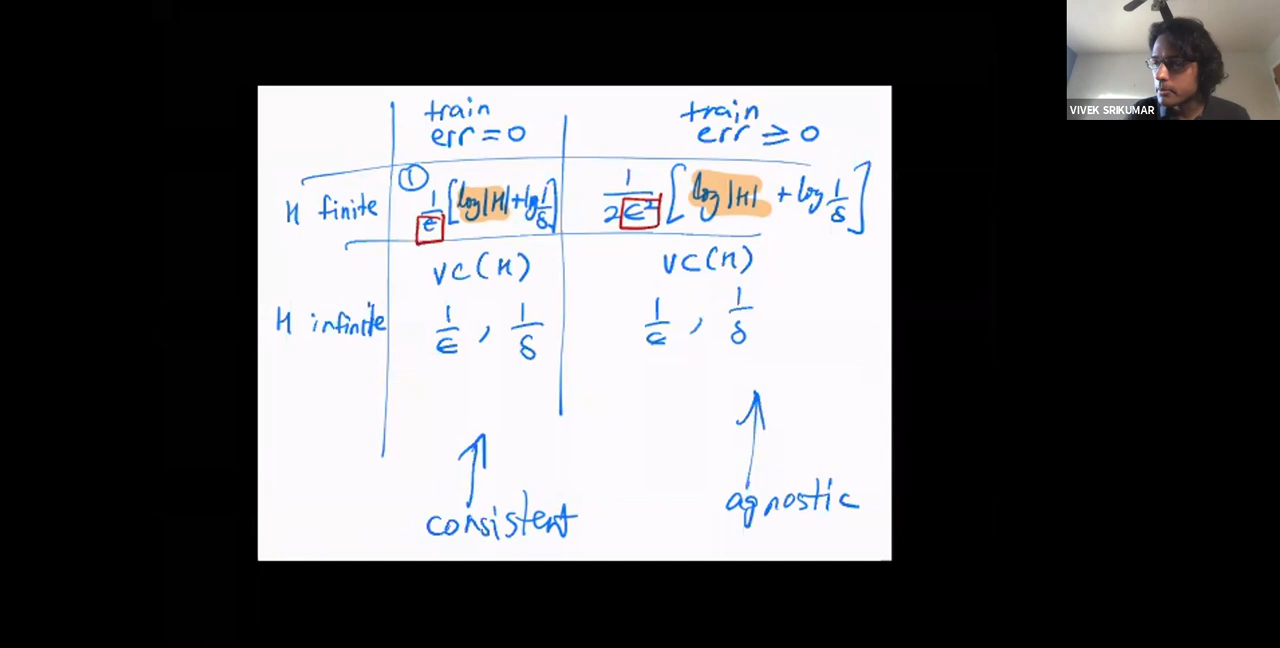 VIVEK SRIKUMAR
train train
err = 0 err ≥ 0
①
H finite 1/ϵ [log|H| + log 1/δ] 1/2ϵ² [log|H| + log 1/δ]
VC(H) VC(H)
H infinite 1/ϵ , 1/δ 1/ϵ , 1/δ
consistent agnostic